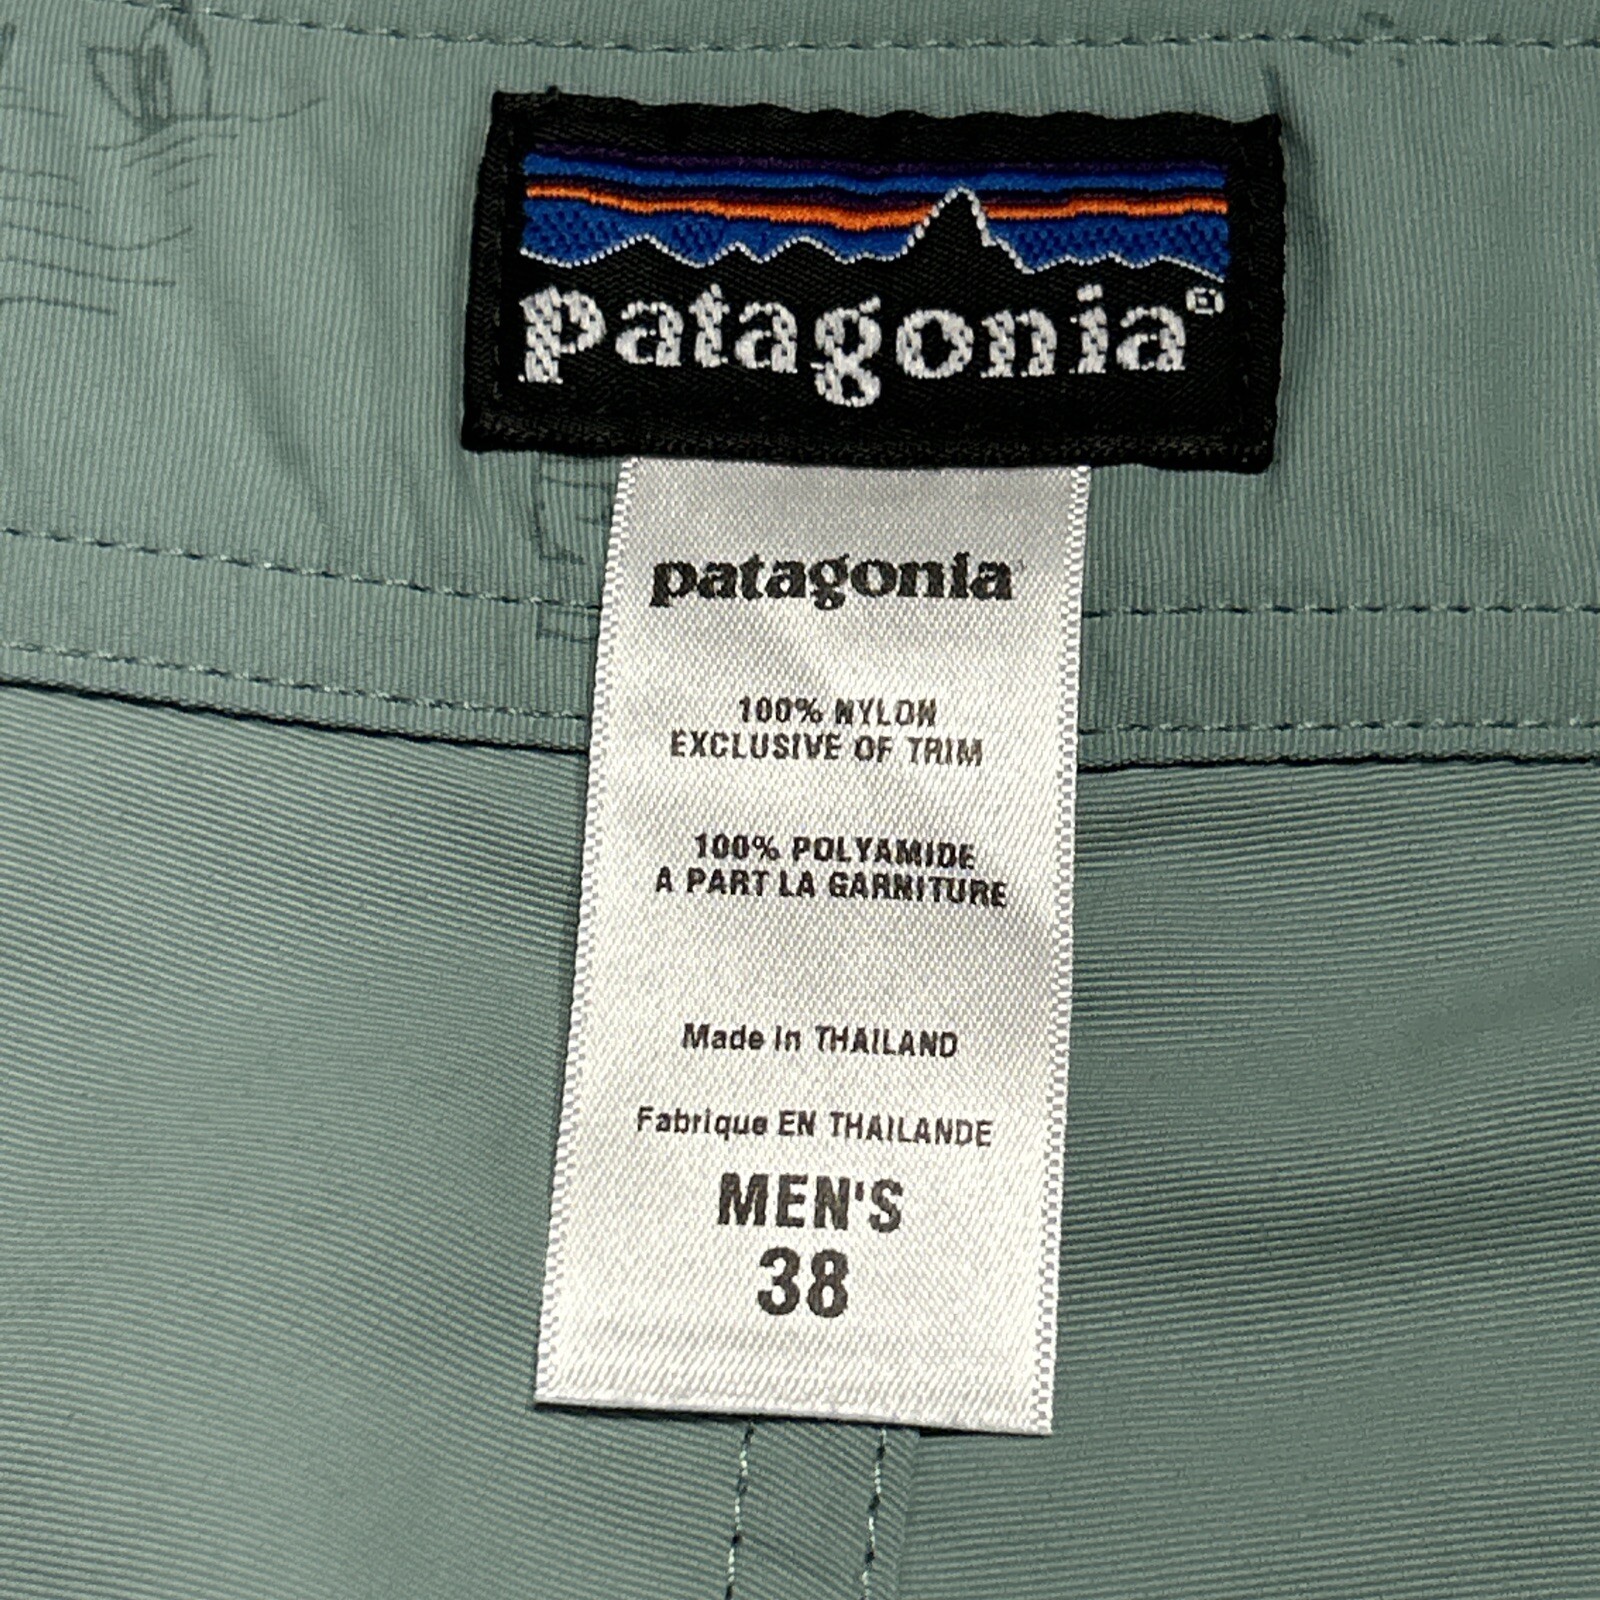 patagonia®
patagonia
100% NYLON
EXCLUSIVE OF TRIM
100% POLYAMIDE
A PART LA GARNITURE
Made in THAILAND
Fabrique EN THAILANDE
MEN'S
38